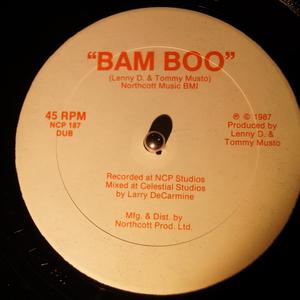 "BAM BOO"
(Lenny D. & Tommy Musto)
Northcott Music BMI
45 RPM
NCP 187
DUB
℗ © 1987
Produced by
Lenny D. &
Tommy Musto
Recorded at NCP Studios
Mixed at Celestial Studios
by Larry DeCarmine
Mfg. & Dist. by
Northcott Prod. Ltd.